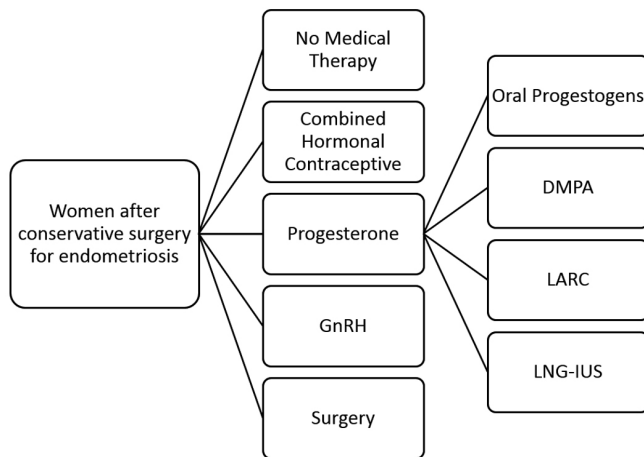 Women after
conservative surgery
for endometriosis
No Medical
Therapy
Combined
Hormonal
Contraceptive
Progesterone
GnRH
Surgery
Oral Progestogens
DMPA
LARC
LNG-IUS